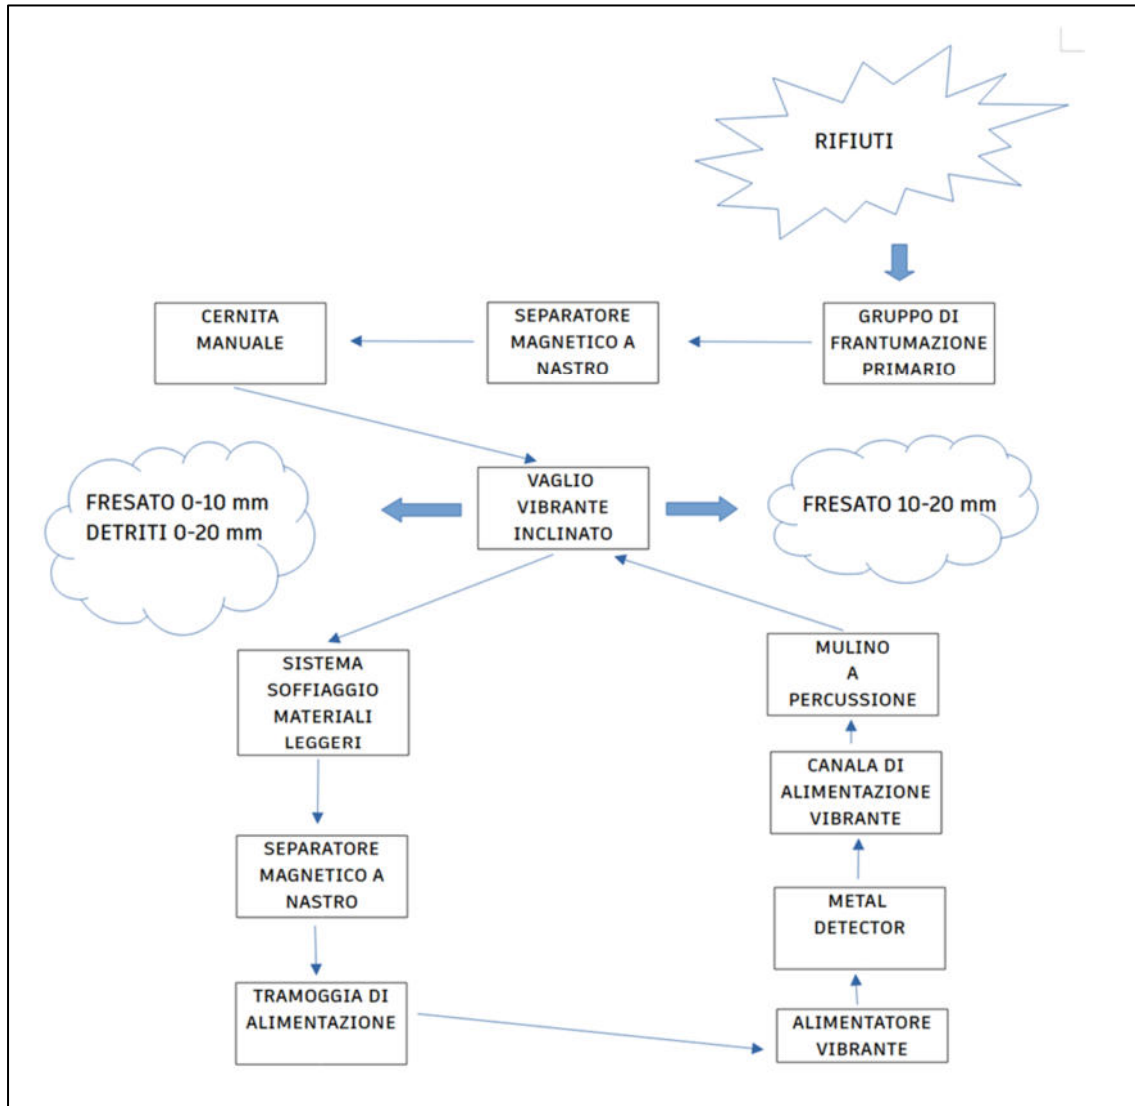 RIFIUTI
CERNITA
MANUALE
SEPARATORE
MAGNETICO A
NASTRO
GRUPPO DI
FRANTUMAZIONE
PRIMARIO
FRESATO 0-10 mm
DETRITI 0-20 mm
VAGLIO
VIBRANTE
INCLINATO
FRESATO 10-20 mm
SISTEMA
SOFFIAGGIO
MATERIALI
LEGGERI
MULINO
A
PERCUSSIONE
CANALA DI
ALIMENTAZIONE
VIBRANTE
SEPARATORE
MAGNETICO A
NASTRO
METAL
DETECTOR
TRAMOGGIA DI
ALIMENTAZIONE
ALIMENTATORE
VIBRANTE